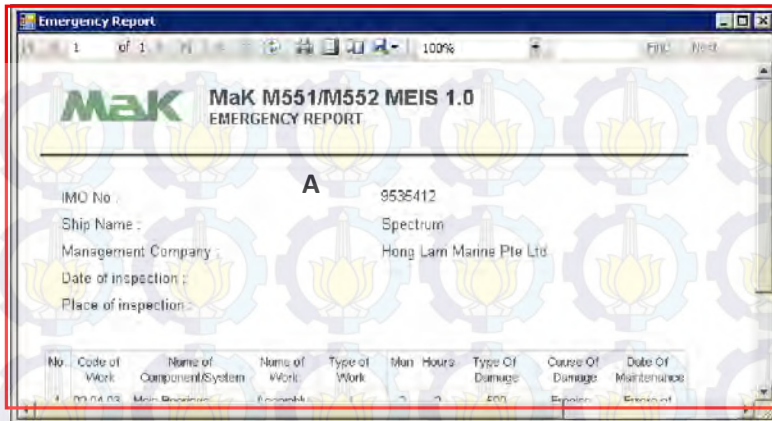 Emergency Report
1 of 1 100% Find Next
MaK
MaK M551/M552 MEIS 1.0
EMERGENCY REPORT
A
IMO No : 9535412
Ship Name : Spectrum
Management Company : Hong Lam Marine Pte Ltd
Date of inspection :
Place of inspection :
No. Code of Work Name of Component/System Name of Work Type of Work Man Hours Type Of Damage Cause Of Damage Date Of Maintenance